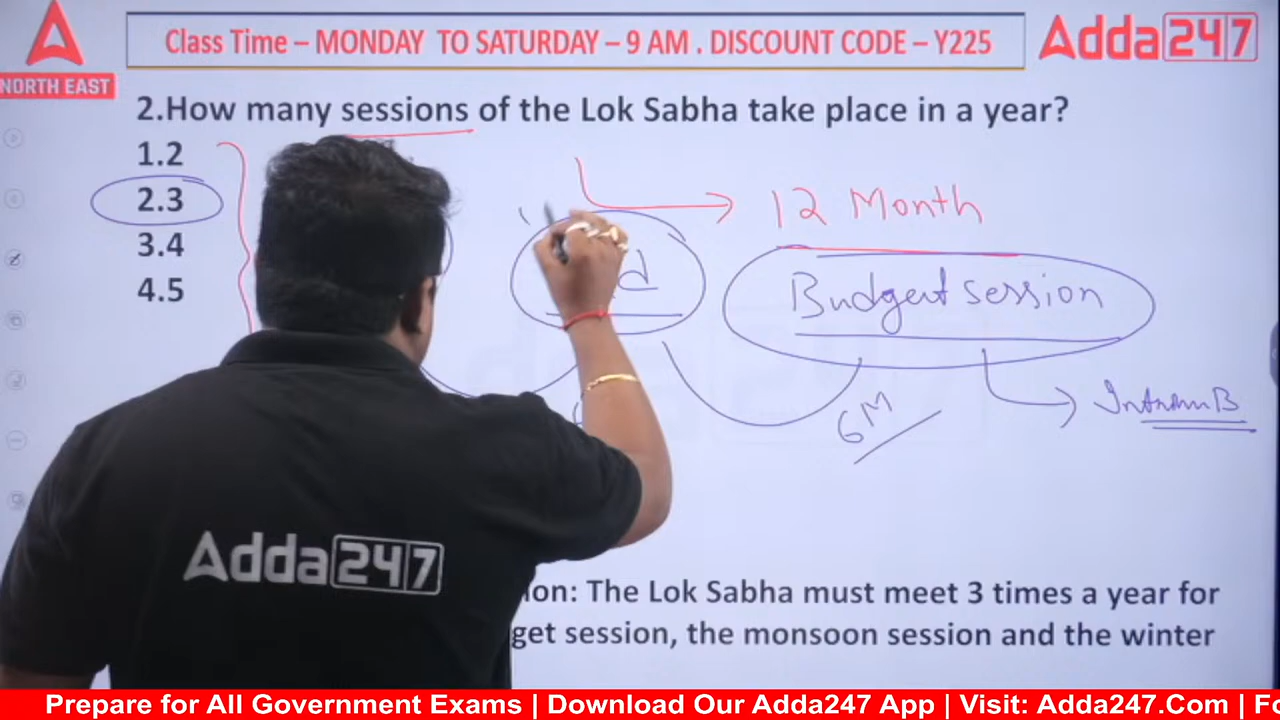 Class Time – MONDAY TO SATURDAY – 9 AM . DISCOUNT CODE – Y225
Adda247
NORTH EAST
2.How many sessions of the Lok Sabha take place in a year?
1.2
2.3
3.4
4.5
12 Month
Budgert session
6M
Adda247
ion: The Lok Sabha must meet 3 times a year for
get session, the monsoon session and the winter
Prepare for All Government Exams | Download Our Adda247 App | Visit: Adda247.Com | Fo